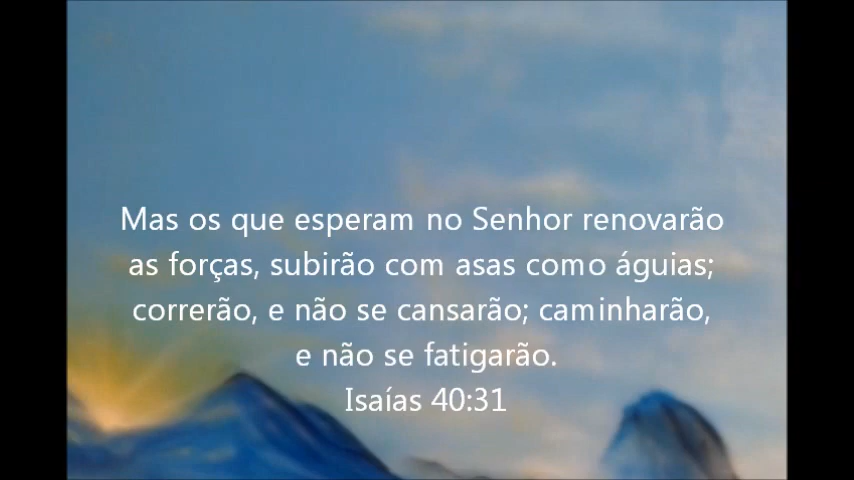 Mas os que esperam no Senhor renovarão
as forças, subirão com asas como águias;
correrão, e não se cansarão; caminharão,
e não se fatigarão.
Isaías 40:31